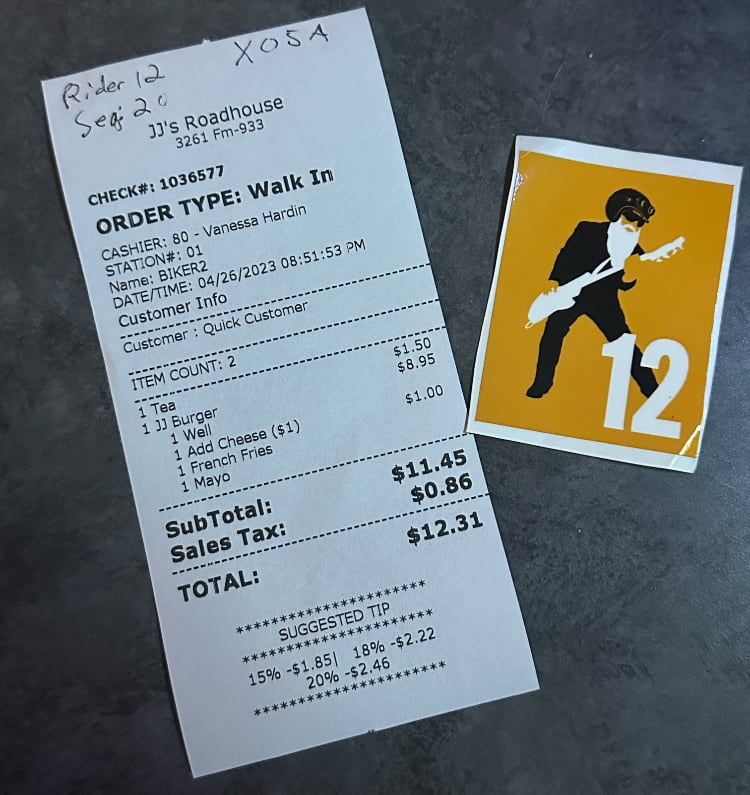 Rider 12
X05A
Seq 20
JJ's Roadhouse
3261 Fm-933
CHECK#: 1036577
ORDER TYPE: Walk In
CASHIER: 80 - Vanessa Hardin
STATION#: 01
Name: BIKER2
DATE/TIME: 04/26/2023 08:51:53 PM
Customer Info
Customer : Quick Customer
ITEM COUNT: 2
1 Tea $1.50
1 JJ Burger $8.95
1 Well
1 Add Cheese ($1) $1.00
1 French Fries
1 Mayo
SubTotal: $11.45
Sales Tax: $0.86
TOTAL: $12.31
************************
SUGGESTED TIP
************************
15% -$1.85| 18% -$2.22
20% -$2.46
************************
12